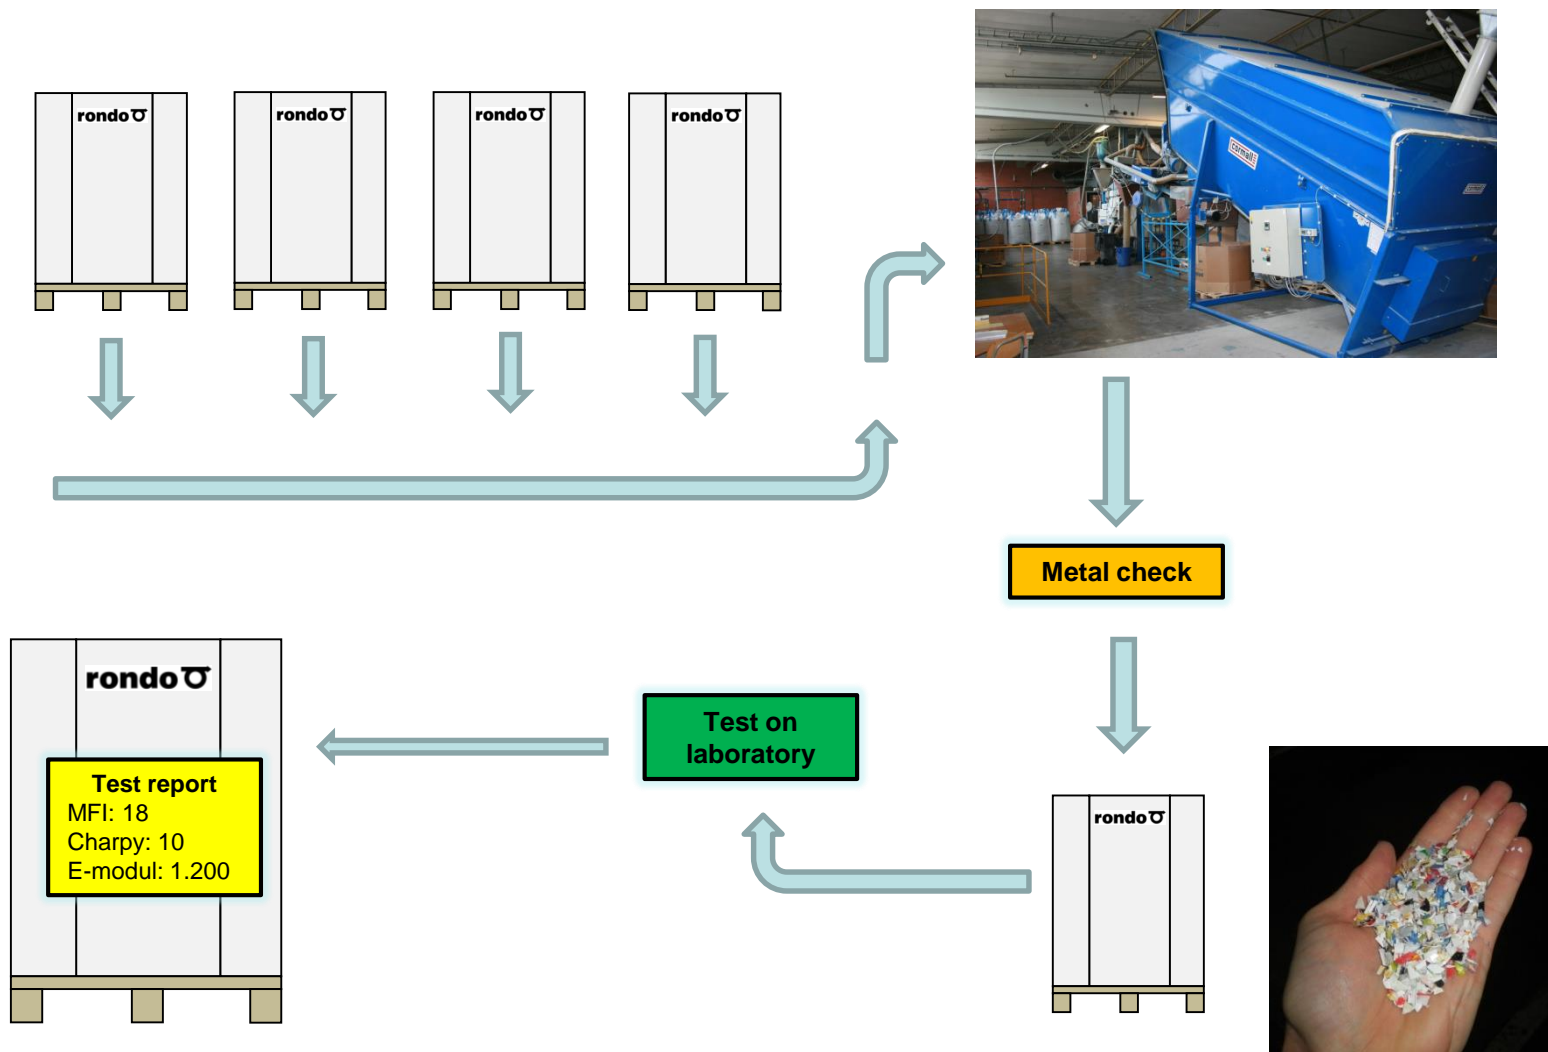 rondo
rondo
rondo
rondo
cormall
Metal check
rondo
Test on
laboratory
Test report
MFI: 18
Charpy: 10
E-modul: 1.200
rondo